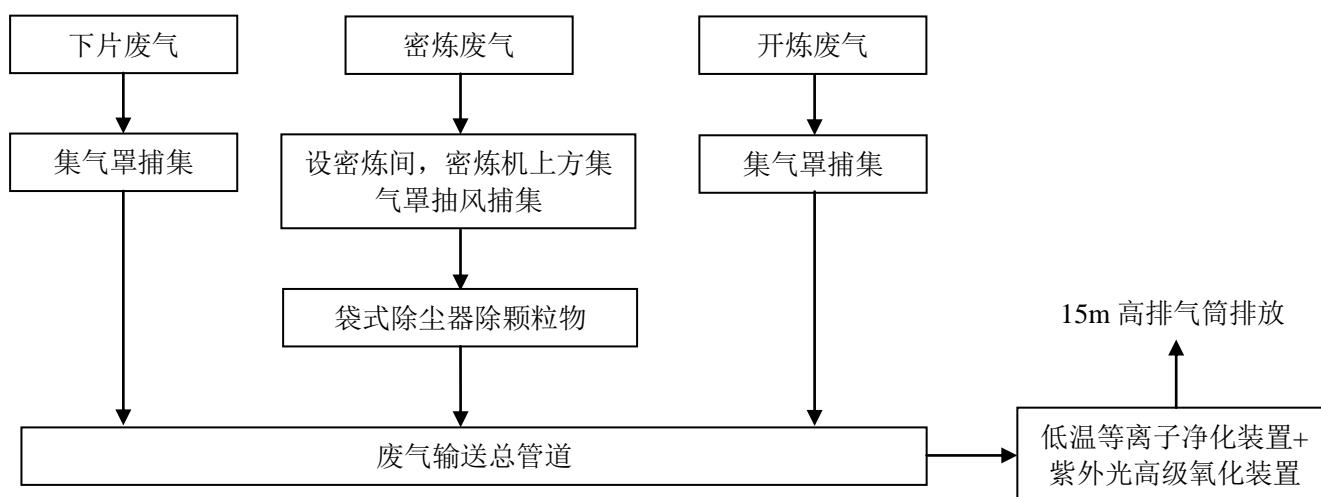 下片废气
密炼废气
开炼废气
集气罩捕集
设密炼间，密炼机上方集
气罩抽风捕集
集气罩捕集
袋式除尘器除颗粒物
15m 高排气筒排放
废气输送总管道
低温等离子净化装置+
紫外光高级氧化装置